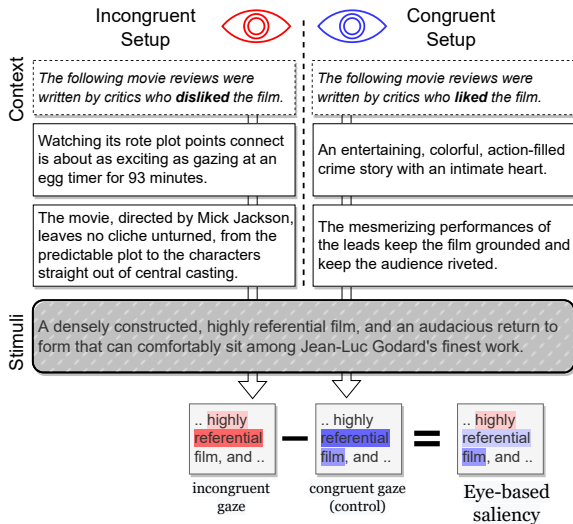 Incongruent
Setup
Congruent
Setup
Context
The following movie reviews were
written by critics who disliked the film.
The following movie reviews were
written by critics who liked the film.
Watching its rote plot points connect
is about as exciting as gazing at an
egg timer for 93 minutes.
An entertaining, colorful, action-filled
crime story with an intimate heart.
The movie, directed by Mick Jackson,
leaves no cliche unturned, from the
predictable plot to the characters
straight out of central casting.
The mesmerizing performances of
the leads keep the film grounded and
keep the audience riveted.
Stimuli
A densely constructed, highly referential film, and an audacious return to
form that can comfortably sit among Jean-Luc Godard's finest work.
.. highly
referential
film, and ..
−
.. highly
referential
film, and ..
=
.. highly
referential
film, and ..
incongruent
gaze
congruent gaze
(control)
Eye-based
saliency